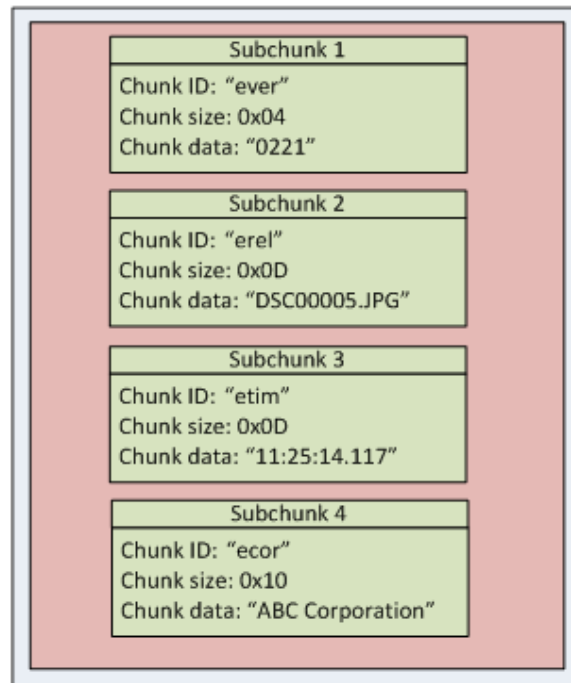 Subchunk 1
Chunk ID: “ever”
Chunk size: 0x04
Chunk data: “0221”
Subchunk 2
Chunk ID: “erel”
Chunk size: 0x0D
Chunk data: “DSC00005.JPG”
Subchunk 3
Chunk ID: “etim”
Chunk size: 0x0D
Chunk data: “11:25:14.117”
Subchunk 4
Chunk ID: “ecor”
Chunk size: 0x10
Chunk data: “ABC Corporation”